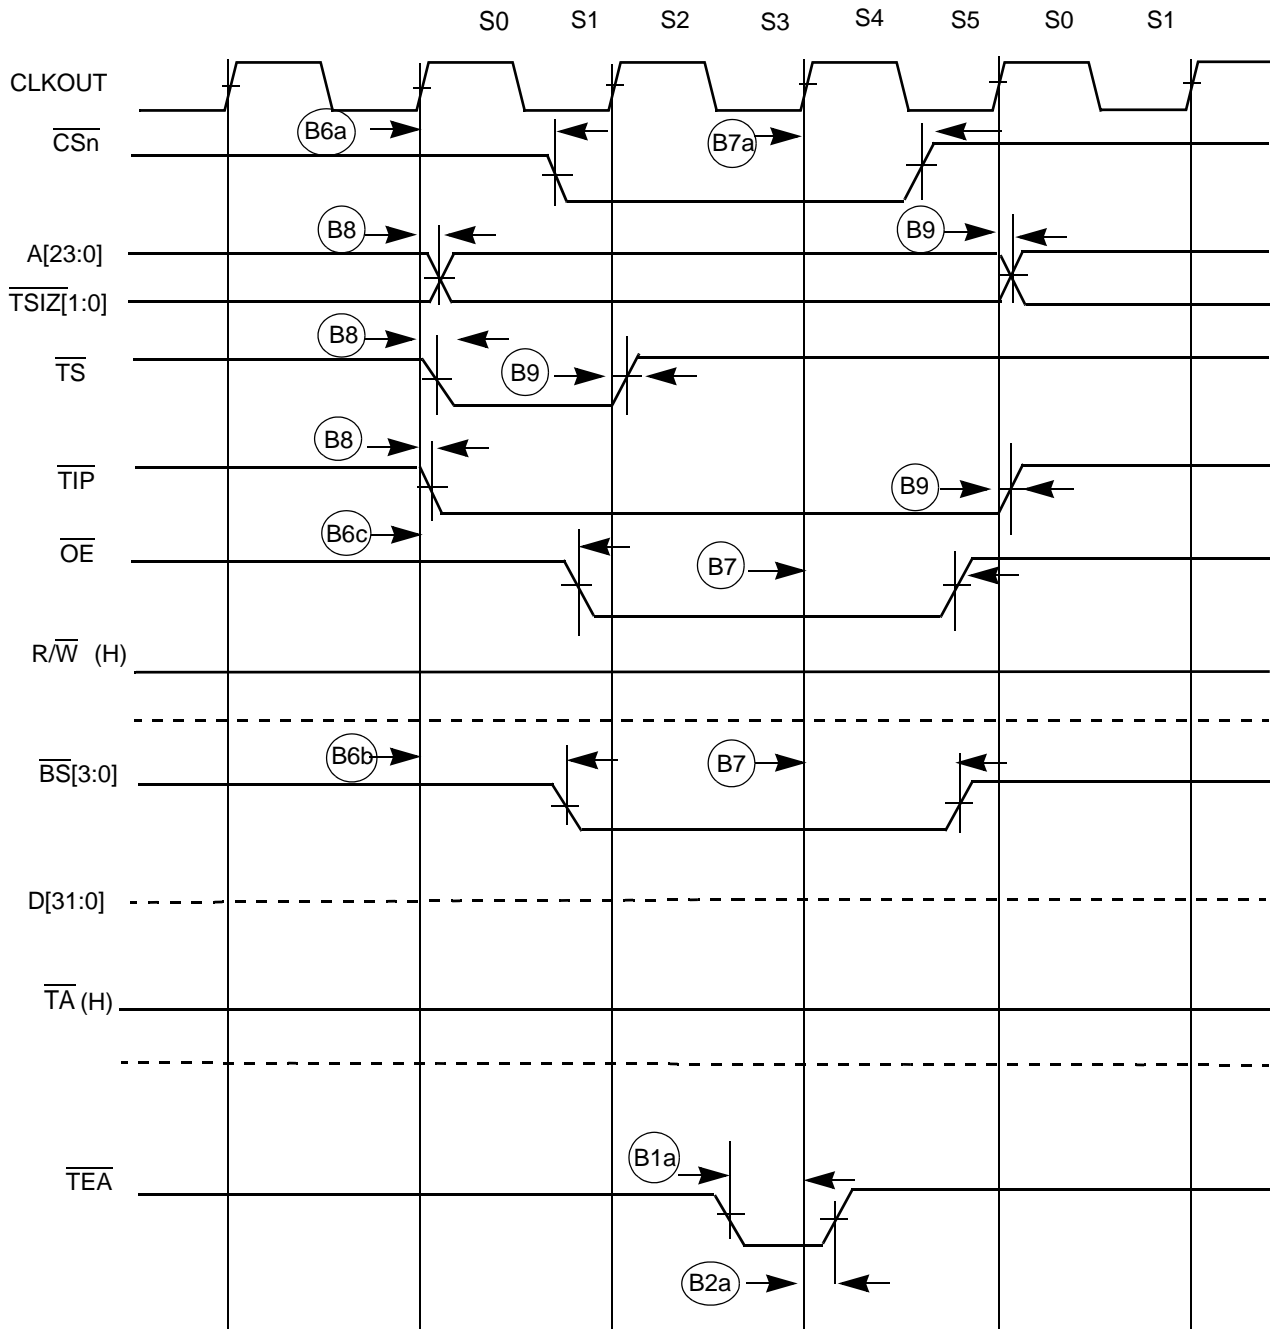 S0 S1 S2 S3 S4 S5 S0 S1
CLKOUT
B6a
B7a
CSn
B8
B9
A[23:0]
TSIZ[1:0]
B8
TS
B9
B8
TIP
B9
B6c
OE
B7
R/W (H)
B6b
B7
BS[3:0]
D[31:0]
TA (H)
B1a
TEA
B2a